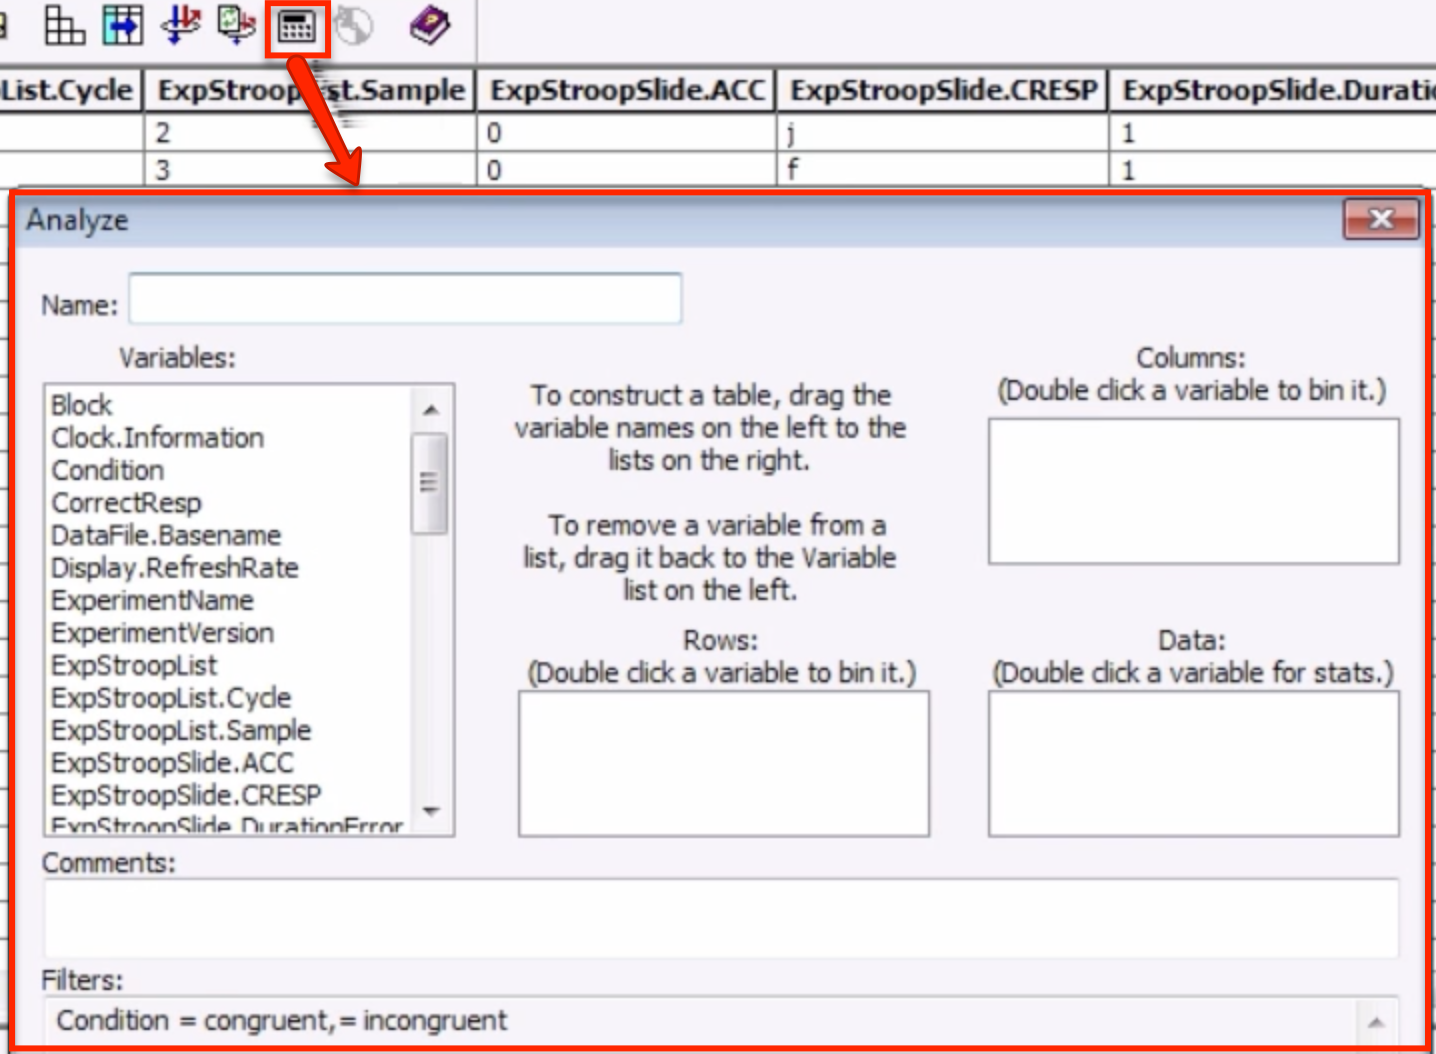 List.Cycle ExpStroop st.Sample ExpStroopSlide.ACC ExpStroopSlide.CRESP ExpStroopSlide.Duratio
2 0 j 1
3 0 f 1
Analyze
Name:
Variables:
Block
Clock.Information
Condition
CorrectResp
DataFile.Basename
Display.RefreshRate
ExperimentName
ExperimentVersion
ExpStroopList
ExpStroopList.Cycle
ExpStroopList.Sample
ExpStroopSlide.ACC
ExpStroopSlide.CRESP
ExpStroopSlide.DurationError
To construct a table, drag the
variable names on the left to the
lists on the right.
To remove a variable from a
list, drag it back to the Variable
list on the left.
Columns:
(Double click a variable to bin it.)
Rows:
(Double click a variable to bin it.)
Data:
(Double click a variable for stats.)
Comments:
Filters:
Condition = congruent,= incongruent